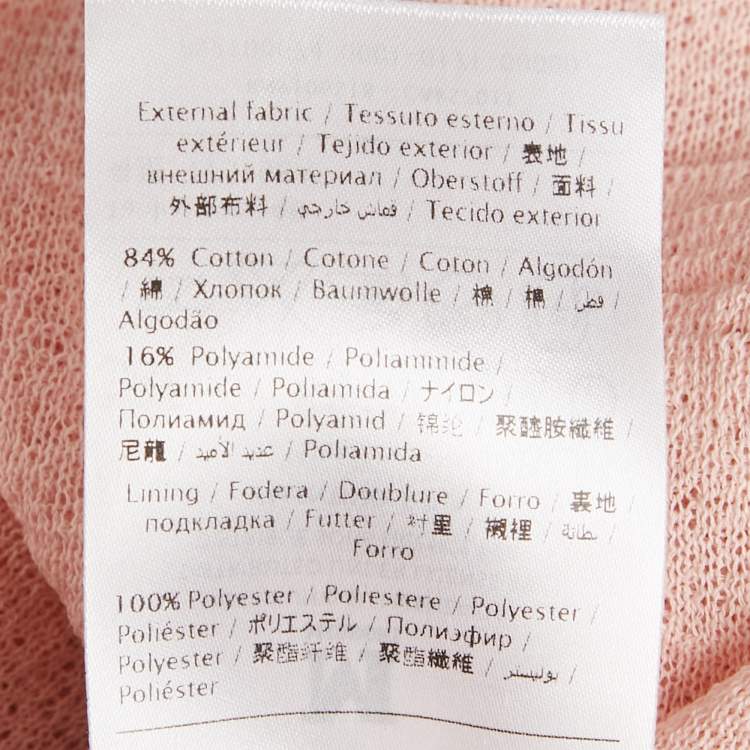 External fabric / Tessuto esterno / Tissu
extérieur / Tejido exterior / 表地 /
внешний материал / Oberstoff / 面料 /
外部布料 / قماش خارجي / Tecido exterior
84% Cotton / Cotone / Coton / Algodón
/ 綿 / Хлопок / Baumwolle / 棉 / 棉 / قطن /
Algodão
16% Polyamide / Poliammide /
Polyamide / Poliamida / ナイロン /
Полиамид / Polyamid / 锦纶 / 聚醯胺纖維 /
尼龍 / عديد الأميد / Poliamida
Lining / Fodera / Doublure / Forro / 裏地 /
подкладка / Futter / 衬里 / 襯裡 / بطانة /
Forro
100% Polyester / Poliestere / Polyester /
Poliéster / ポリエステル / Полиэфир /
Polyester / 聚酯纤维 / 聚酯纖維 / بوليستر /
Poliéster